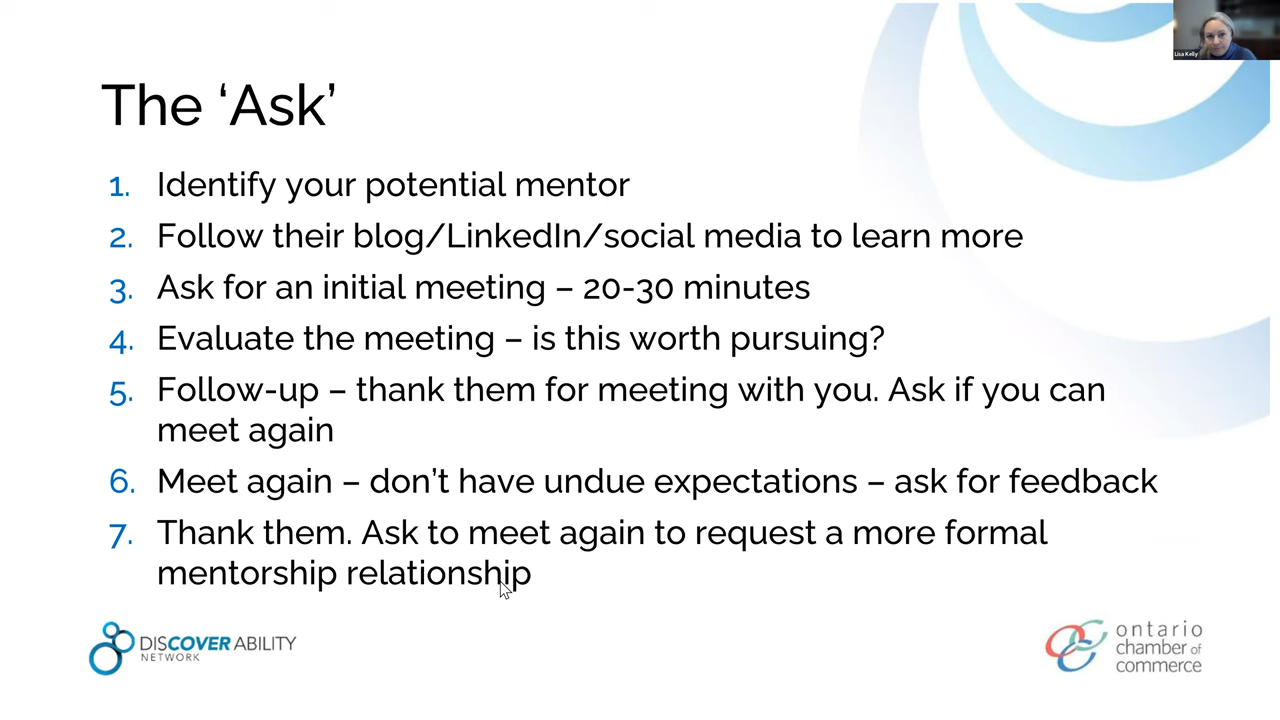 Lisa Kelly
The ‘Ask’
1. Identify your potential mentor
2. Follow their blog/LinkedIn/social media to learn more
3. Ask for an initial meeting – 20-30 minutes
4. Evaluate the meeting – is this worth pursuing?
5. Follow-up – thank them for meeting with you. Ask if you can
meet again
6. Meet again – don’t have undue expectations – ask for feedback
7. Thank them. Ask to meet again to request a more formal
mentorship relationship
DISCOVER ABILITY
NETWORK
ontario
chamber of
commerce